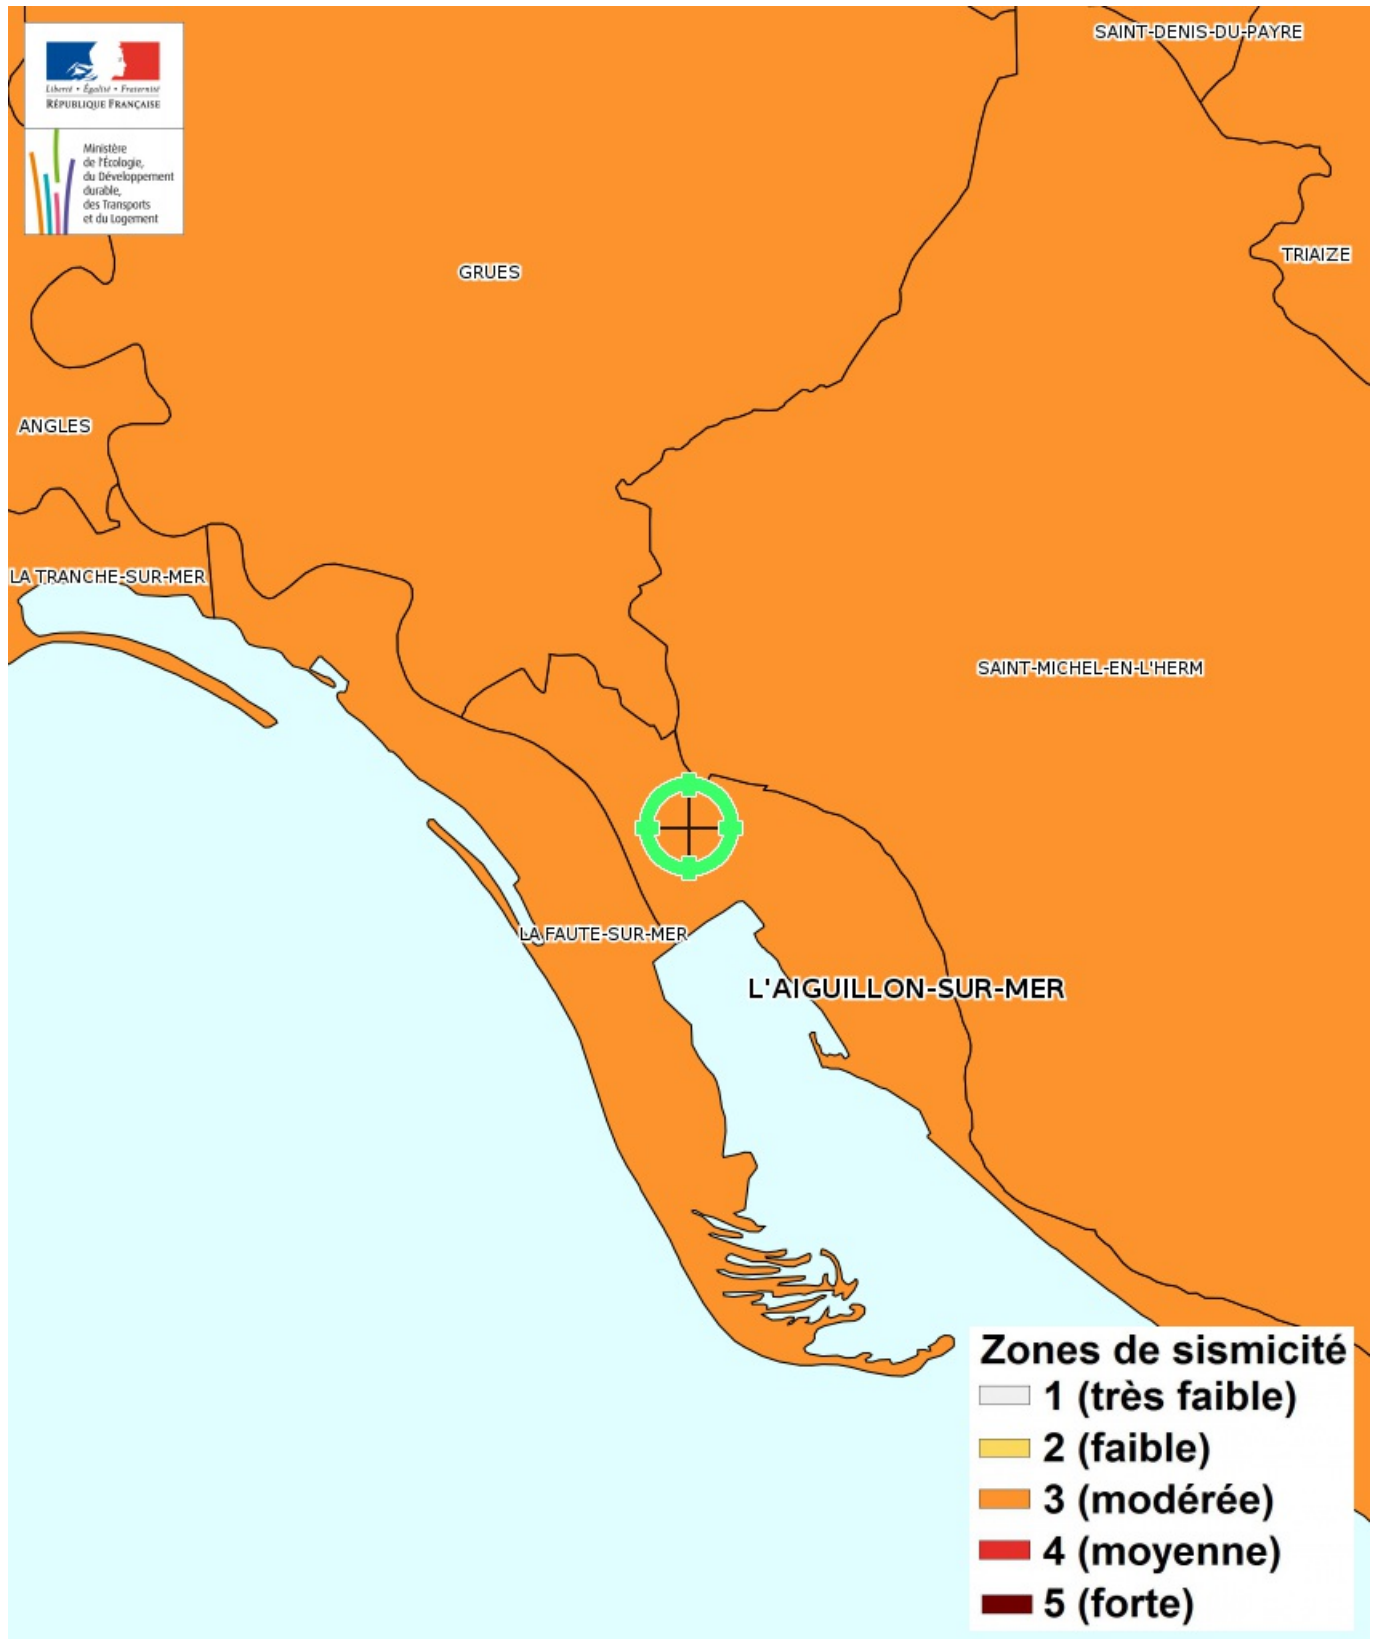 SAINT-DENIS-DU-PAYRE
Liberté • Égalité • Fraternité
RÉPUBLIQUE FRANÇAISE
Ministère
de l'Écologie,
du Développement
durable,
des Transports
et du Logement
TRIAIZE
GRUES
ANGLES
LA TRANCHE-SUR-MER
SAINT-MICHEL-EN-L'HERM
LA FAUTE-SUR-MER
L'AIGUILLON-SUR-MER
Zones de sismicité
1 (très faible)
2 (faible)
3 (modérée)
4 (moyenne)
5 (forte)